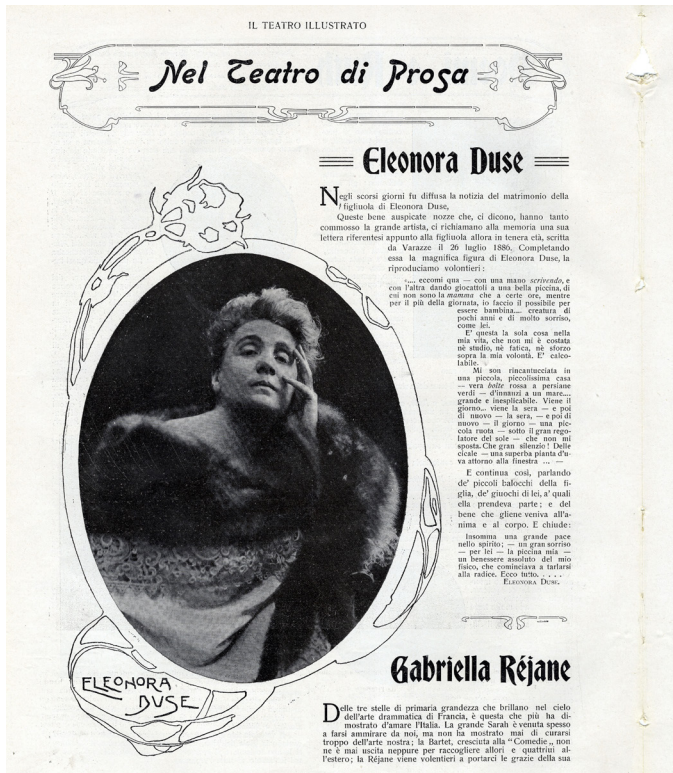 IL TEATRO ILLUSTRATO
Nel Teatro di Prosa
Eleonora Duse
Negli scorsi giorni fu diffusa la notizia del matrimonio della
figliuola di Eleonora Duse,
Queste bene auspicate nozze che, ci dicono, hanno tanto
commosso la grande artista, ci richiamano alla memoria una sua
lettera riferentesi appunto alla figliuola allora in tenera età, scritta
da Varazze il 26 luglio 1886. Completando
essa la magnifica figura di Eleonora Duse, la
riproduciamo volontieri :
«.... eccomi qua — con una mano scrivendo, e
con l'altra dando giocattoli a una bella piccina, di
cui non sono la mamma che a certe ore, mentre
per il più della giornata, io faccio il possibile per
essere bambina.... creatura di
pochi anni e di molto sorriso,
come lei.
E' questa la sola cosa nella
mia vita, che non mi è costata
nè studio, nè fatica, nè sforzo
sopra la mia volontà. E' calco-
labile.
Mi son rincantucciata in
una piccola, piccolissima casa
— vera bolte rossa a persiane
verdi — d'innanzi a un mare....
grande e inesplicabile. Viene il
giorno... viene la sera — e poi
di nuovo — la sera, — e poi di
nuovo — il giorno — una pic-
cola ruota — sotto il gran rego-
latore del sole — che non mi
sposta. Che gran silenzio! Delle
cicale — una superba pianta d'u-
va attorno alla finestra ... —
E continua così, parlando
de' piccoli balocchi della fi-
glia, de' giuochi di lei, a' quali
ella prendeva parte; e del
bene che gliene veniva all'a-
nima e al corpo. E chiude:
Insomma una grande pace
nello spirito; — un gran sorriso
— per lei — la piccina mia —
un benessere assoluto del mio
fisico, che cominciava a tarlarsi
alla radice. Ecco tutto. . . . .
ELEONORA DUSE.
ELEONORA
DUSE
Gabriella Réjane
Delle tre stelle di primaria grandezza che brillano nel cielo
dell'arte drammatica di Francia, è questa che più ha di-
mostrato d'amare l'Italia. La grande Sarah è venuta spesso
a farsi ammirare da noi, ma non ha mostrato mai di curarsi
troppo dell'arte nostra; la Bartet, cresciuta alla "Comedie„ non
ne è mai uscita neppure per raccogliere allori e quattrini al-
l'estero; la Réjane viene volentieri a portarci le grazie della sua